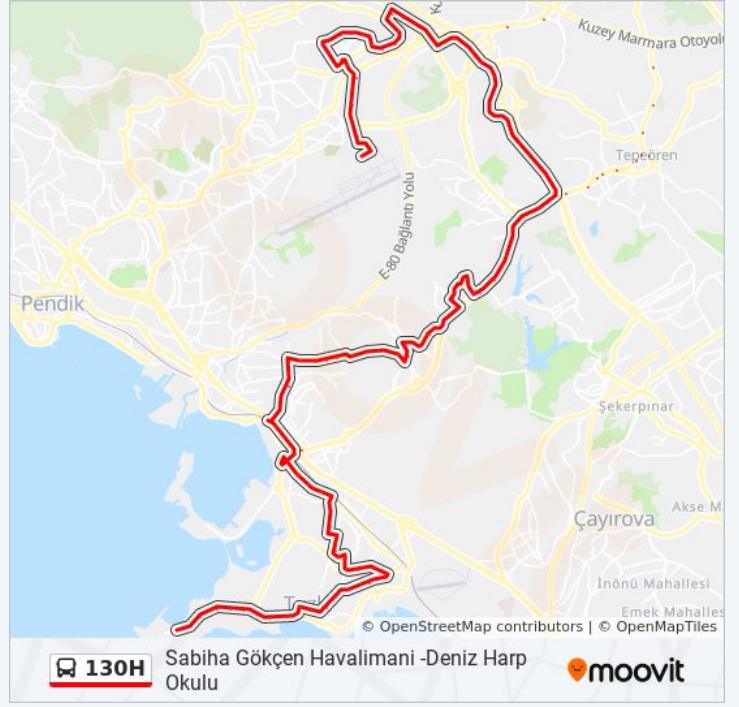 Kuzey Marmara Otoyolu
Tepeören
E-80 Bağlantı Yolu
Pendik
Şekerpınar
Akse M
Çayırova
İnönü Mahallesi
Emek Mahalles
© OpenStreetMap contributors | © OpenMapTiles
130H
Sabiha Gökçen Havalimani -Deniz Harp
Okulu
moovit